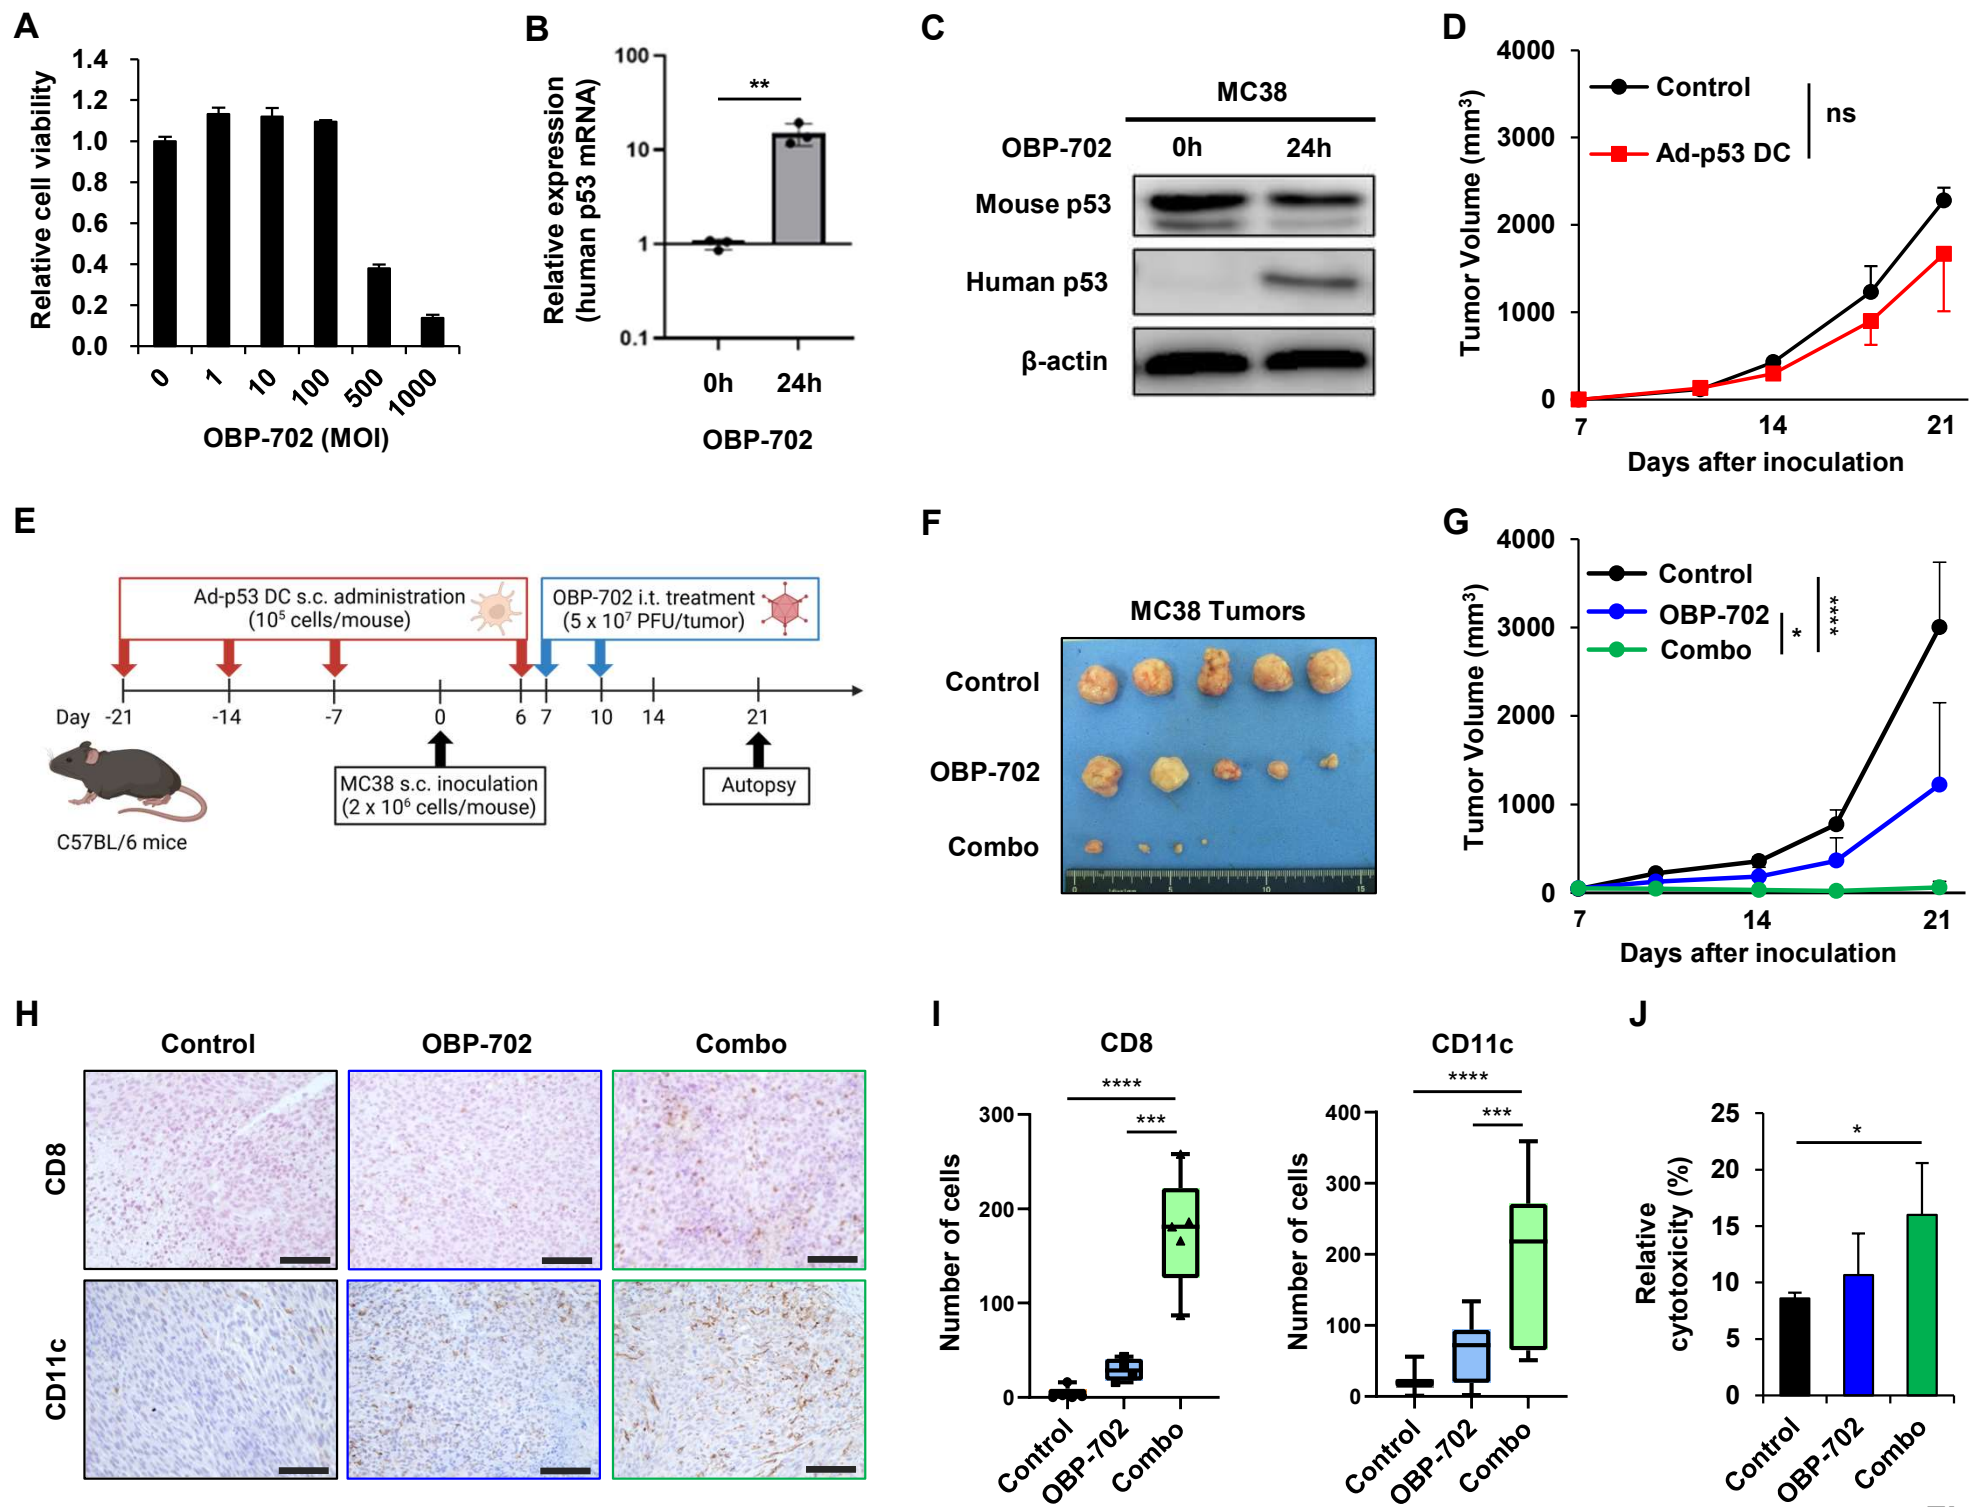 A
1.4
1.2
1.0
0.8
0.6
0.4
0.2
0.0
Relative cell viability
0 1 10 100 500 1000
OBP-702 (MOI)
B
100
10
1
0.1
Relative expression
(human p53 mRNA)
**
0h 24h
OBP-702
C
MC38
OBP-702 0h 24h
Mouse p53
Human p53
β-actin
D
4000
3000
2000
1000
0
Tumor Volume (mm³)
Control
Ad-p53 DC
ns
7 14 21
Days after inoculation
E
Ad-p53 DC s.c. administration
(10⁵ cells/mouse)
OBP-702 i.t. treatment
(5 x 10⁷ PFU/tumor)
Day -21 -14 -7 0 6 7 10 14 21
MC38 s.c. inoculation
(2 x 10⁶ cells/mouse)
Autopsy
C57BL/6 mice
F
MC38 Tumors
Control
OBP-702
Combo
0 5 10 15
G
4000
3000
2000
1000
0
Tumor Volume (mm³)
Control
OBP-702
Combo
*
****
7 14 21
Days after inoculation
H
Control OBP-702 Combo
CD8
CD11c
I
CD8
****
***
300
200
100
0
Number of cells
Control OBP-702 Combo
CD11c
****
***
400
300
200
100
0
Number of cells
Control OBP-702 Combo
J
25
20
15
10
5
0
Relative
cytotoxicity (%)
*
Control OBP-702 Combo